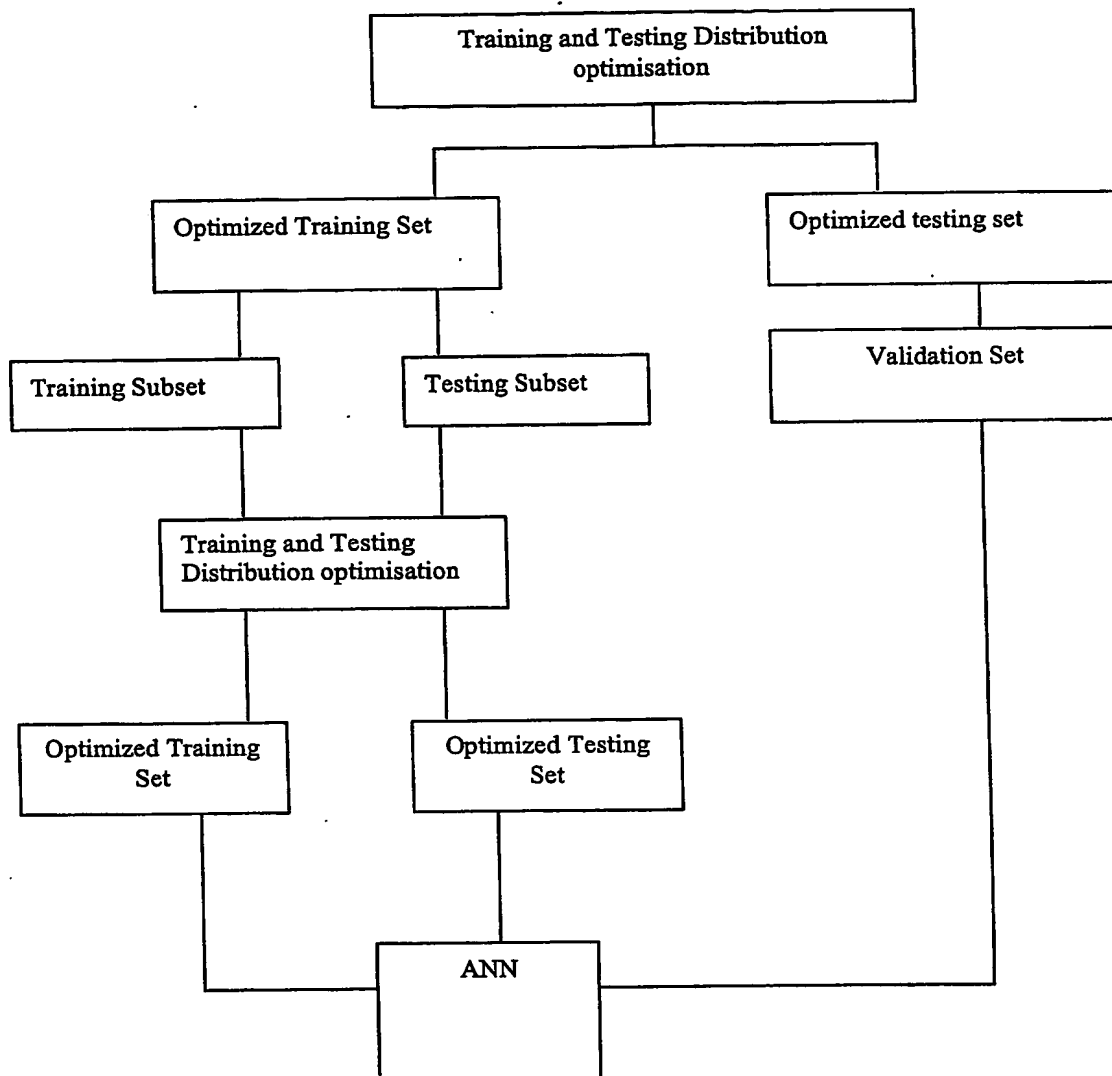 Training and Testing Distribution
optimisation
Optimized Training Set
Optimized testing set
Training Subset
Testing Subset
Validation Set
Training and Testing
Distribution optimisation
Optimized Training
Set
Optimized Testing
Set
ANN